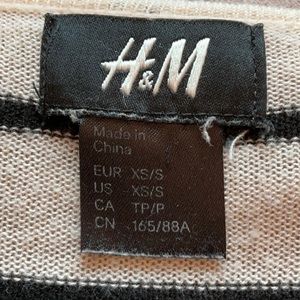 H&M
Made in
China
EUR XS/S
US XS/S
CA TP/P
CN 165/88A